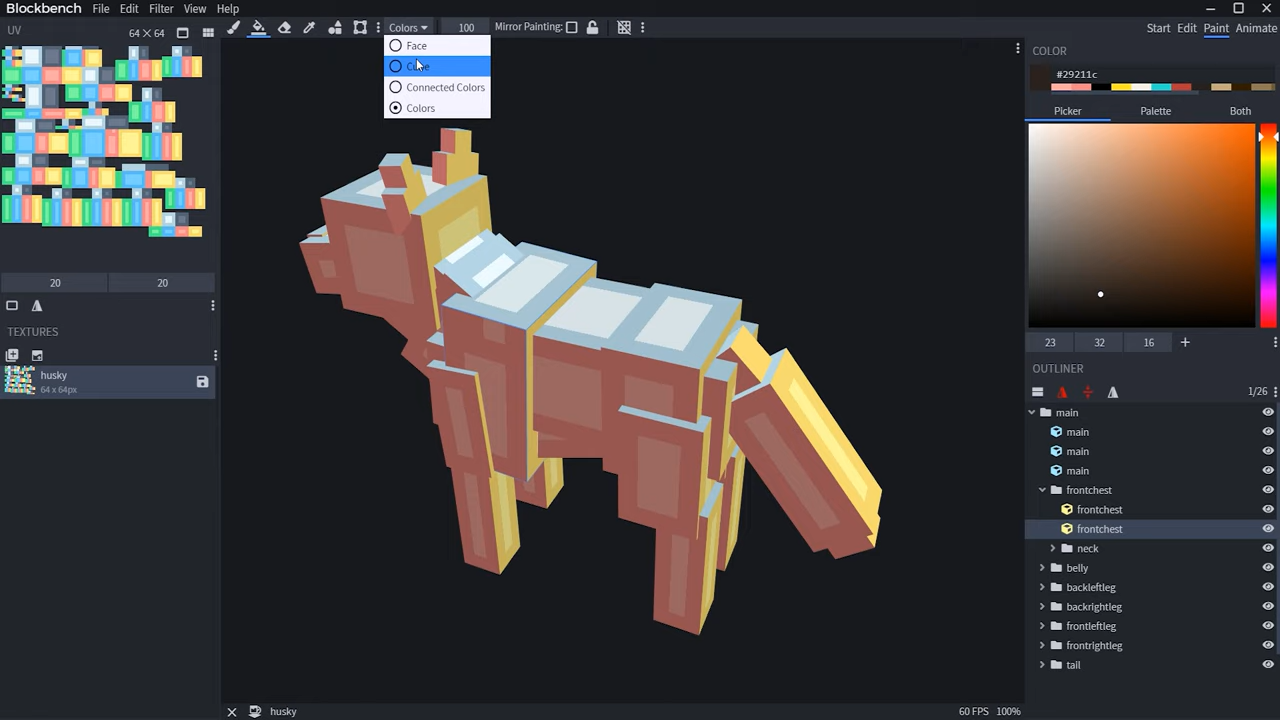 Blockbench File Edit Filter View Help
UV 64 × 64
Colors 100 Mirror Painting:
Start Edit Paint Animate
Face
Cube
Connected Colors
Colors
COLOR
#29211c
Picker Palette Both
23 32 16
20 20
TEXTURES
husky
64 x 64px
OUTLINER
1/26
main
main
main
main
frontchest
frontchest
frontchest
neck
belly
backleftleg
backrightleg
frontleftleg
frontrightleg
tail
husky
60 FPS 100%